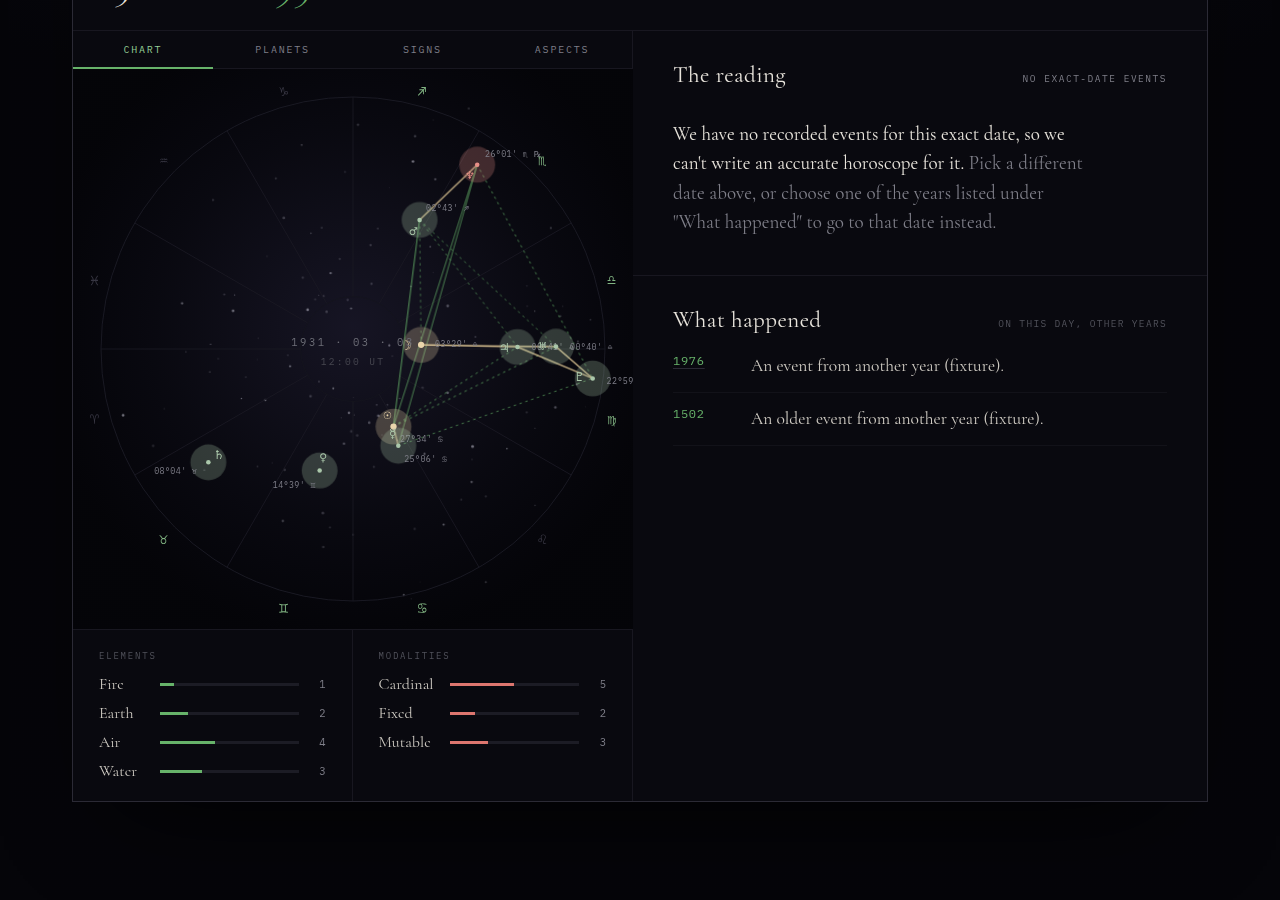 CHART PLANETS SIGNS ASPECTS
26°01'
12:00 UT
08°04'
14°39'
25°06'
ELEMENTS
Fire 1
Earth 2
Air 4
Water 3
MODALITIES
Cardinal 5
Fixed 2
Mutable 3
The reading
NO EXACT-DATE EVENTS
We have no recorded events for this exact date, so we
can't write an accurate horoscope for it. Pick a different
date above, or choose one of the years listed under
"What happened" to go to that date instead.
What happened
ON THIS DAY, OTHER YEARS
1976 An event from another year (fixture).
1502 An older event from another year (fixture).